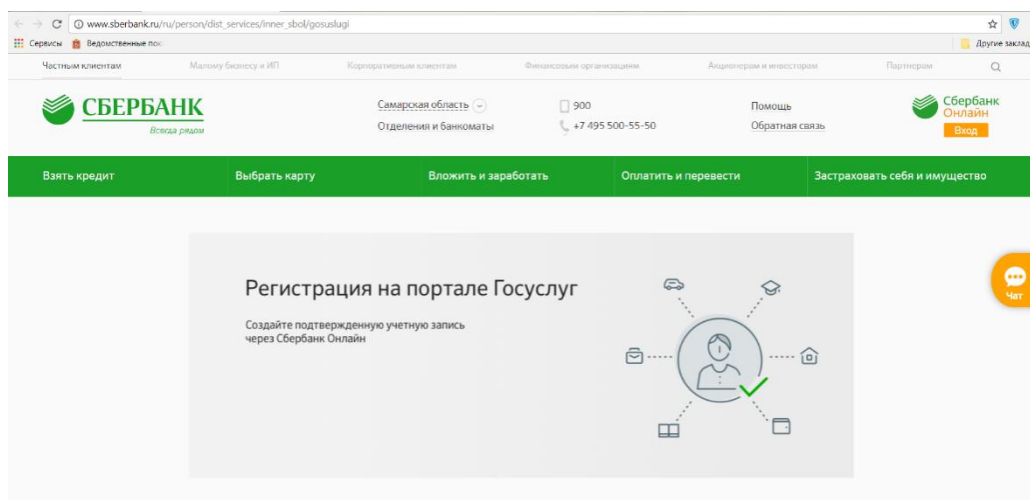 www.sberbank.ru/ru/person/dist_services/inner_sbol/gosuslugi
Сервисы Ведомственные пок Другие заклад
Частным клиентам Малому бизнесу и ИП Корпоративным клиентам Финансовым организациям Акционерам и инвесторам Партнерам
СБЕРБАНК
Всегда рядом
Самарская область
Отделения и банкоматы
900
+7 495 500-55-50
Помощь
Обратная связь
Сбербанк
Онлайн
Вход
Взять кредит Выбрать карту Вложить и заработать Оплатить и перевести Застраховать себя и имущество
Регистрация на портале Госуслуг
Создайте подтвержденную учетную запись
через Сбербанк Онлайн
Чат